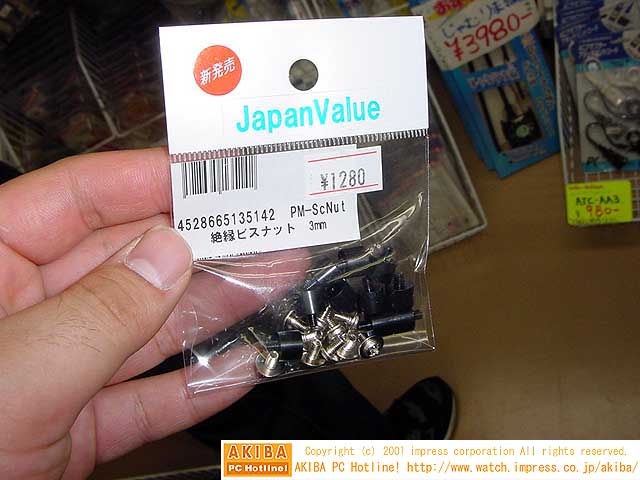 新発売
JapanValue
¥1280
4528665135142 PM-ScNut
絶縁ビスナット 3mm
¥3980-
ATC-AA3
980-
AKIBA
PC Hotline!
Copyright (c) 2001 impress corporation All rights reserved.
AKIBA PC Hotline! http://www.watch.impress.co.jp/akiba/